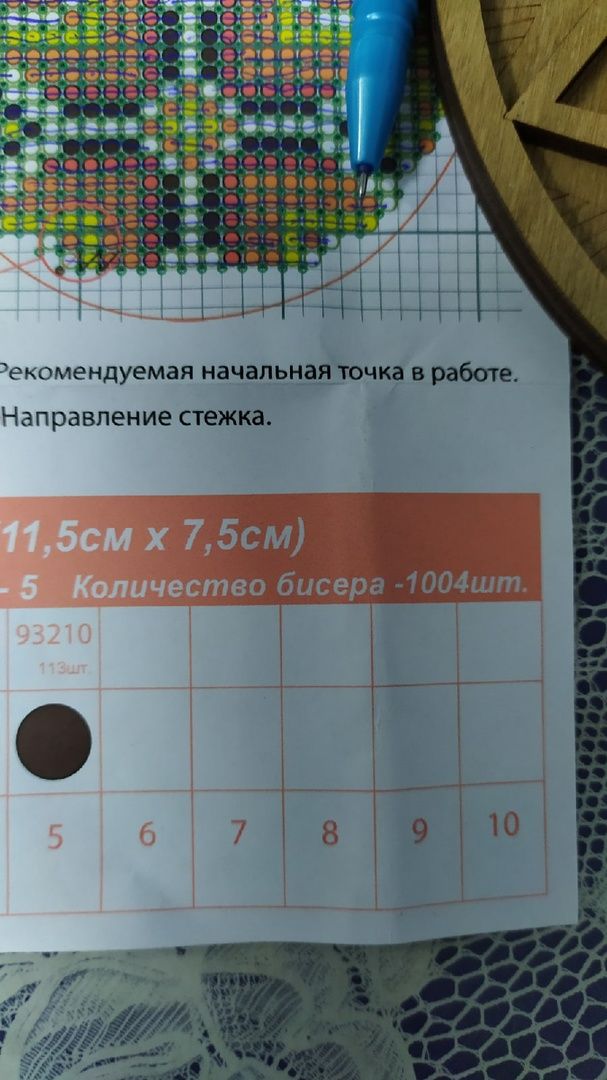 Рекомендуемая начальная точка в работе.
Направление стежка.
11,5см х 7,5см)
- 5 Количество бисера -1004шт.
93210
113шт.
5 6 7 8 9 10